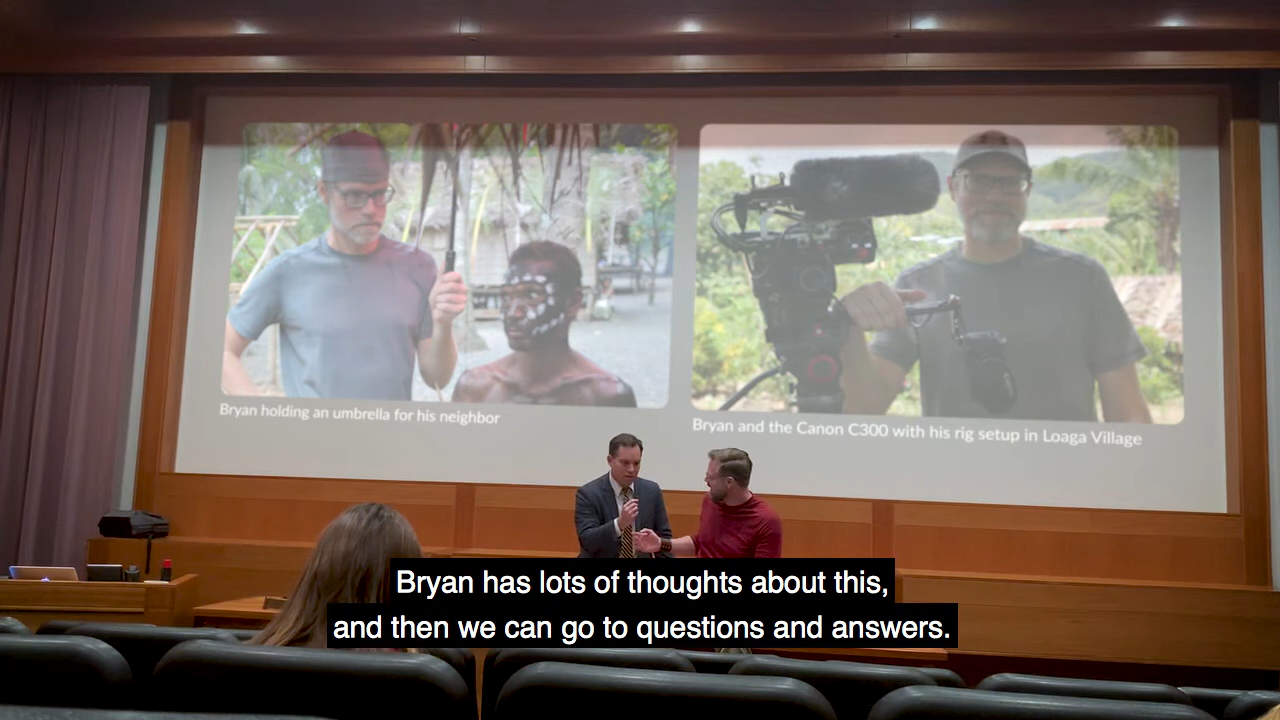 Bryan holding an umbrella for his neighbor
Bryan and the Canon C300 with his rig setup in Loaga Village
Bryan has lots of thoughts about this,
and then we can go to questions and answers.